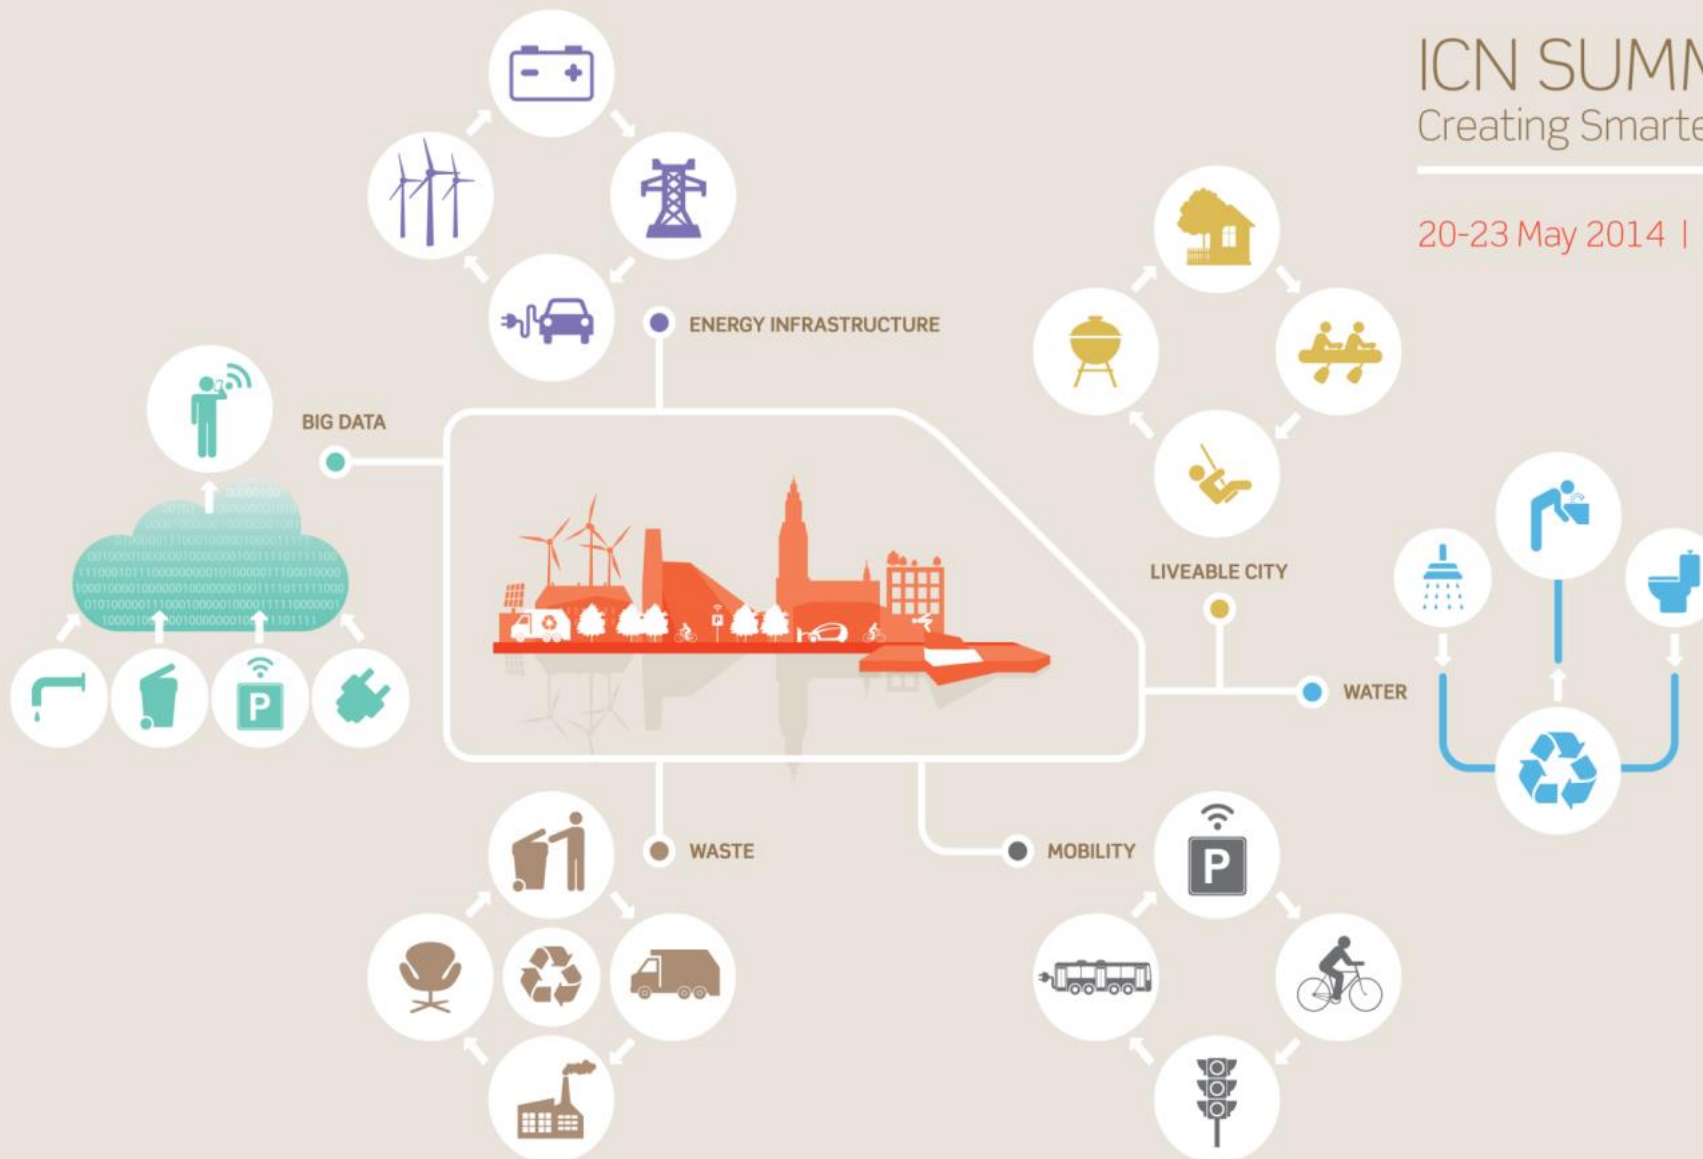 ICN SUMM
Creating Smarte
20-23 May 2014 |
ENERGY INFRASTRUCTURE
BIG DATA
LIVEABLE CITY
WATER
WASTE
MOBILITY
P
P
P